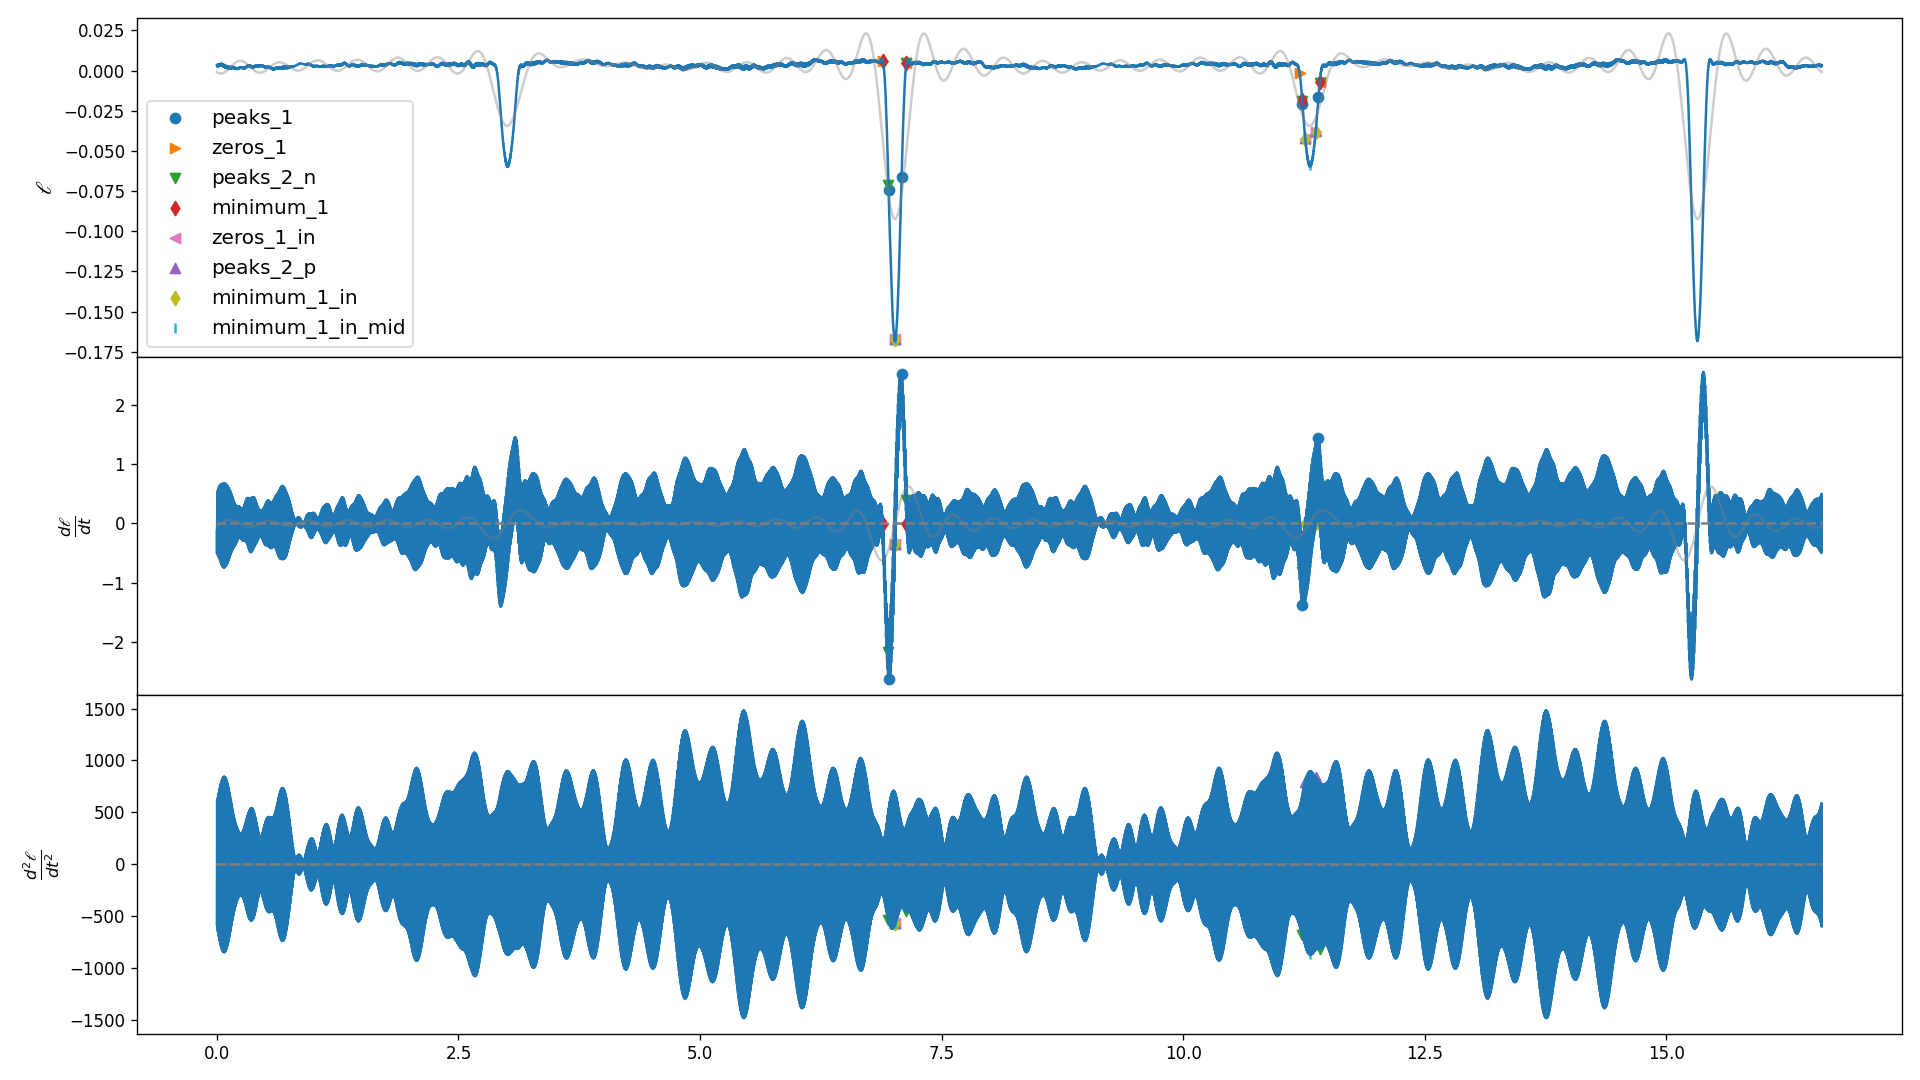 0.025
0.000
−0.025
−0.050
−0.075
−0.100
−0.125
−0.150
−0.175
ℓ
peaks_1
zeros_1
peaks_2_n
minimum_1
zeros_1_in
peaks_2_p
minimum_1_in
minimum_1_in_mid
2
1
0
−1
−2
dℓ
dt
1500
1000
500
0
−500
−1000
−1500
d²ℓ
dt²
0.0 2.5 5.0 7.5 10.0 12.5 15.0